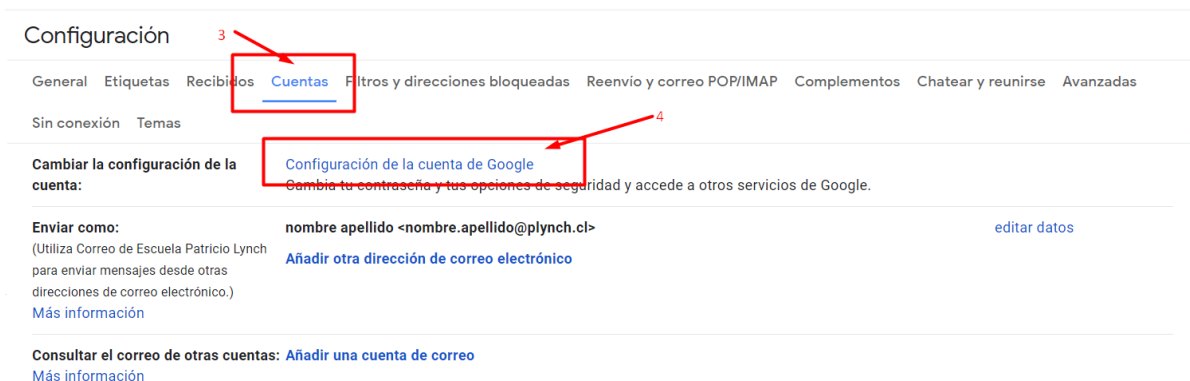 Configuración
3
General Etiquetas Recibidos Cuentas Filtros y direcciones bloqueadas Reenvío y correo POP/IMAP Complementos Chatear y reunirse Avanzadas
4
Sin conexión Temas
Cambiar la configuración de la cuenta:
Configuración de la cuenta de Google
Cambia tu contraseña y tus opciones de seguridad y accede a otros servicios de Google.
Enviar como:
(Utiliza Correo de Escuela Patricio Lynch
para enviar mensajes desde otras
direcciones de correo electrónico.)
Más información
nombre apellido <nombre.apellido@plynch.cl>
editar datos
Añadir otra dirección de correo electrónico
Consultar el correo de otras cuentas: Añadir una cuenta de correo
Más información